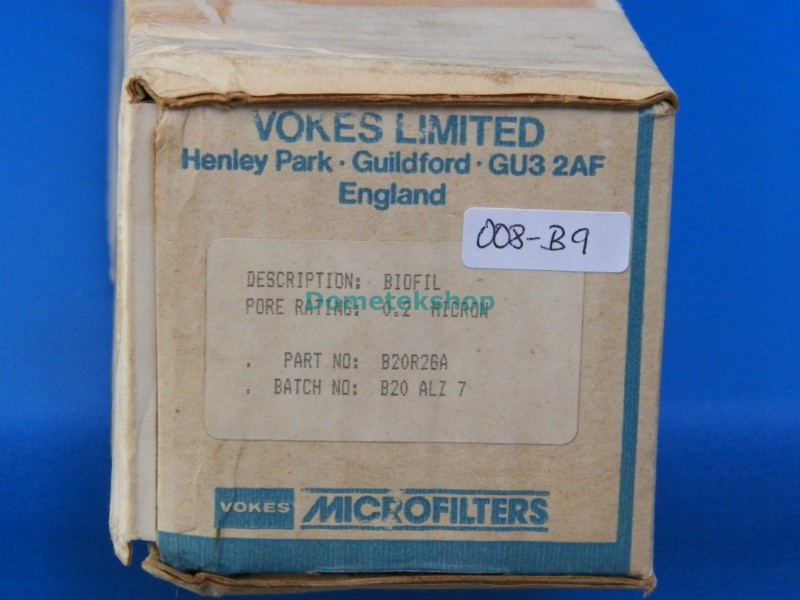 VOKES LIMITED
Henley Park · Guildford · GU3 2AF
England
008-B9
DESCRIPTION: BIOFIL
Dometekshop
PORE RATING: 0.2 MICRON
. PART NO: B20R26A
. BATCH NO: B20 ALZ 7
VOKES MICROFILTERS